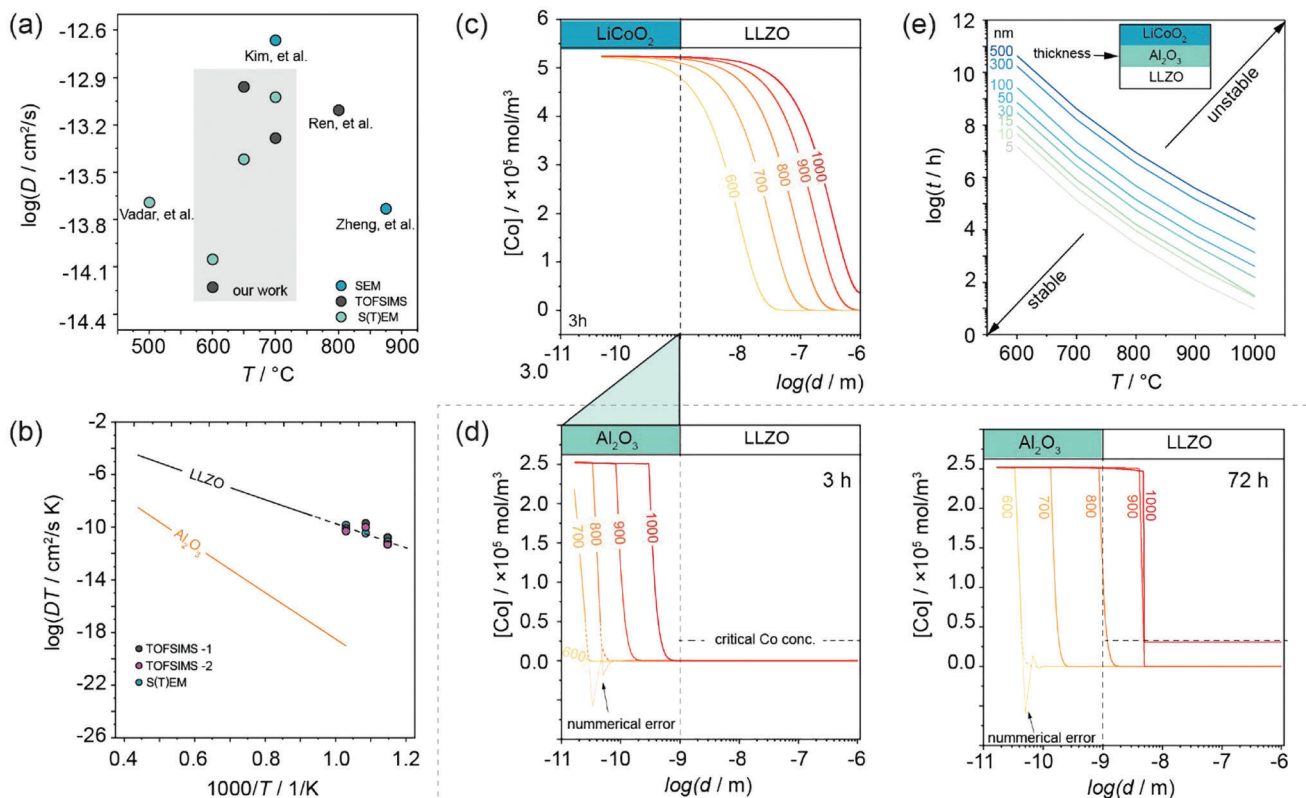 (a)
log(D / cm²/s)
-12.6
-12.9
-13.2
-13.5
-13.8
-14.1
-14.4
Kim, et al.
Ren, et al.
Vadar, et al.
Zheng, et al.
our work
SEM
TOFSIMS
S(T)EM
500
600
700
800
900
T / °C
(b)
log(DT / cm²/s K)
-2
-6
-10
-14
-18
-22
-26
LLZO
Al₂O₃
TOFSIMS -1
TOFSIMS -2
S(T)EM
0.4
0.6
0.8
1.0
1.2
1000/T / 1/K
(c)
LiCoO₂
LLZO
[Co] / ×10⁵ mol/m³
6
5
4
3
2
1
0
600
700
800
900
1000
3h
-11
-10
-9
-8
-7
-6
log(d / m)
3.0
(d)
Al₂O₃
LLZO
[Co] / ×10⁵ mol/m³
2.5
2.0
1.5
1.0
0.5
0.0
600
700
800
900
1000
3 h
critical Co conc.
nummerical error
-11
-10
-9
-8
-7
-6
log(d / m)
Al₂O₃
LLZO
[Co] / ×10⁵ mol/m³
2.5
2.0
1.5
1.0
0.5
0.0
600
700
800
900
1000
72 h
nummerical error
-11
-10
-9
-8
-7
-6
log(d / m)
(e)
log(t / h)
12
10
8
6
4
2
0
nm
500
300
100
50
30
15
10
5
thickness
LiCoO₂
Al₂O₃
LLZO
unstable
stable
600
700
800
900
1000
T / °C